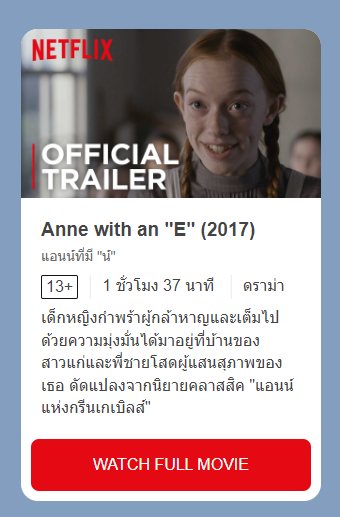 NETFLIX
OFFICIAL
TRAILER
Anne with an "E" (2017)
แอนน์ที่มี "น์"
13+ 1 ชั่วโมง 37 นาที ดราม่า
เด็กหญิงกำพร้าผู้กล้าหาญและเต็มไป
ด้วยความมุ่งมั่นได้มาอยู่ที่บ้านของ
สาวแก่และพี่ชายโสดผู้แสนสุภาพของ
เธอ ดัดแปลงจากนิยายคลาสสิค "แอนน์
แห่งกรีนเกเบิลส์"
WATCH FULL MOVIE